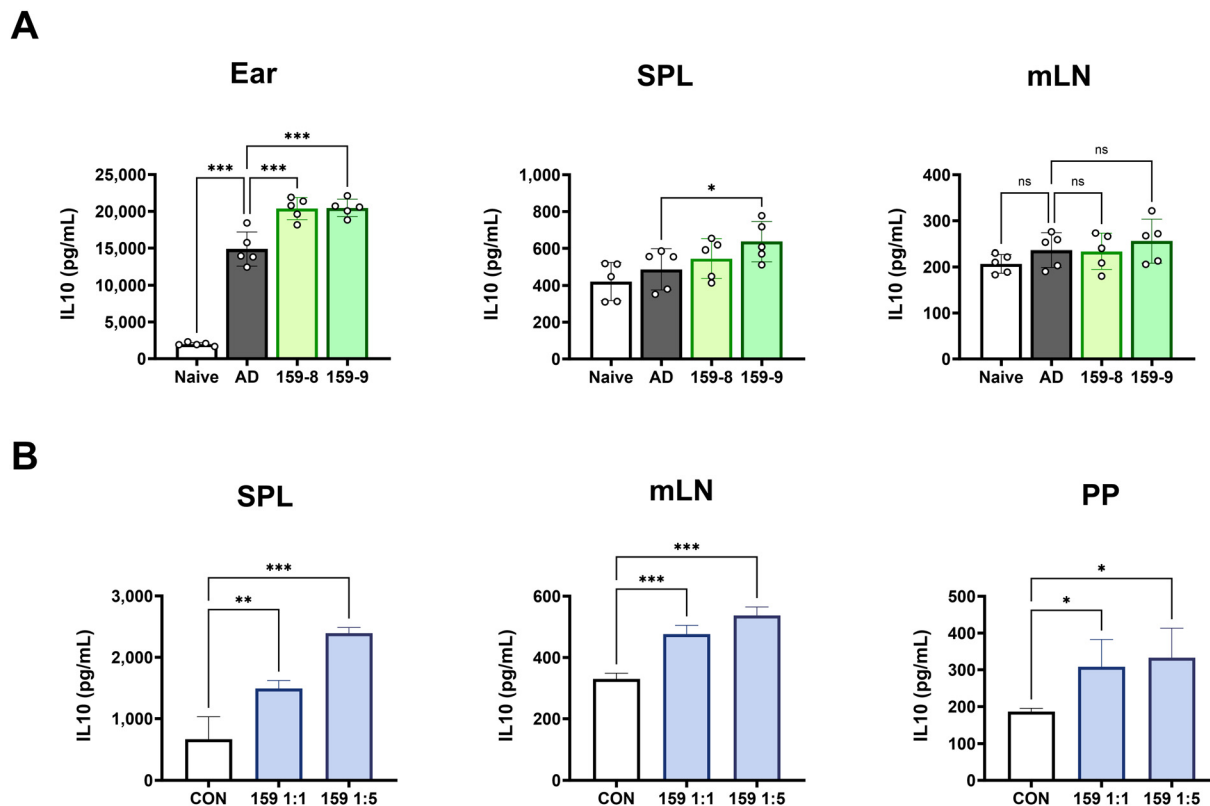 A
Ear
SPL
mLN
***
***
***
IL10 (pg/mL)
25,000
20,000
15,000
10,000
5,000
0
Naive AD 159-8 159-9
*
IL10 (pg/mL)
1,000
800
600
400
200
0
Naive AD 159-8 159-9
ns
ns
ns
IL10 (pg/mL)
400
300
200
100
0
Naive AD 159-8 159-9
B
SPL
mLN
PP
***
**
IL10 (pg/mL)
3,000
2,000
1,000
0
CON 159 1:1 159 1:5
***
***
IL10 (pg/mL)
600
400
200
0
CON 159 1:1 159 1:5
*
*
IL10 (pg/mL)
500
400
300
200
100
0
CON 159 1:1 159 1:5